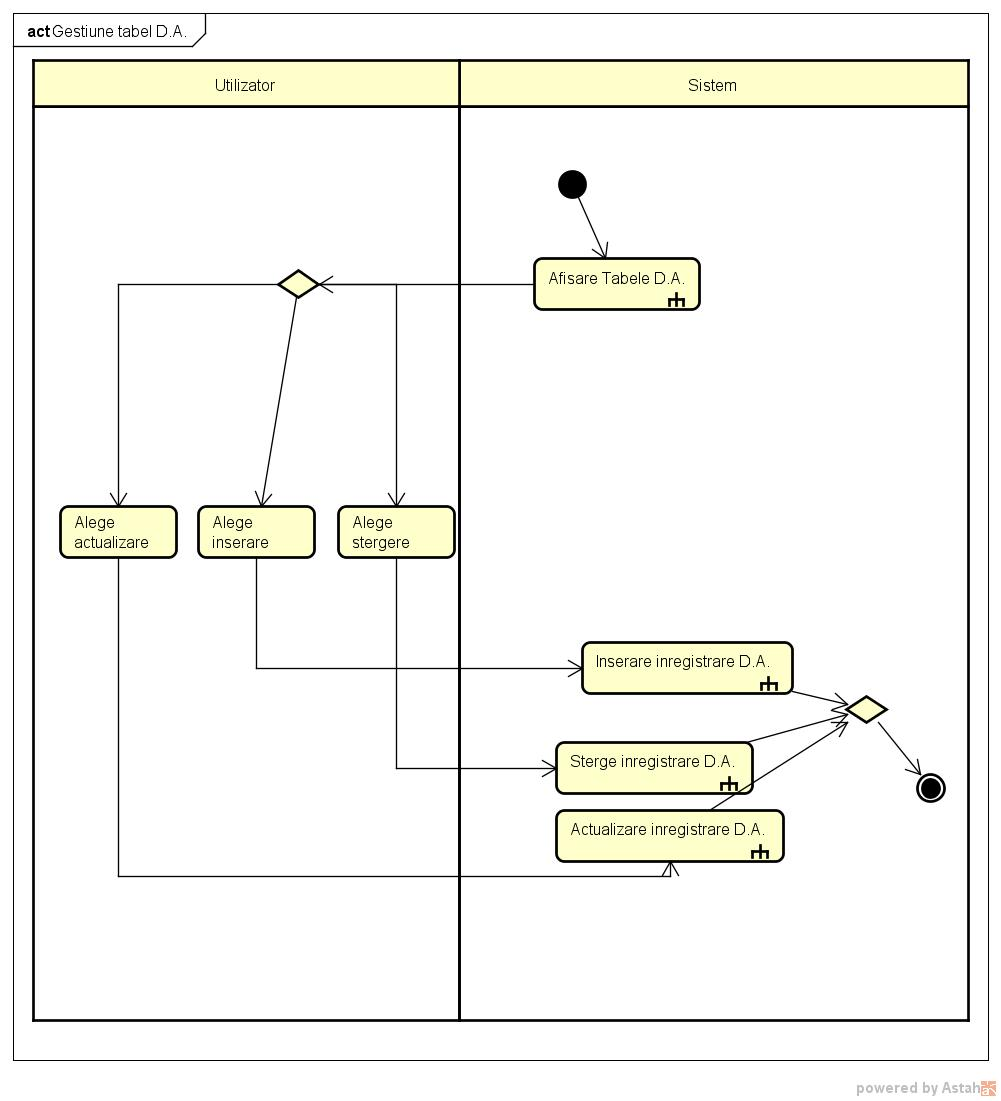 act Gestiune tabel D.A.
Utilizator
Sistem
Afisare Tabele D.A.
Alege
actualizare
Alege
inserare
Alege
stergere
Inserare inregistrare D.A.
Sterge inregistrare D.A.
Actualizare inregistrare D.A.
powered by Astah